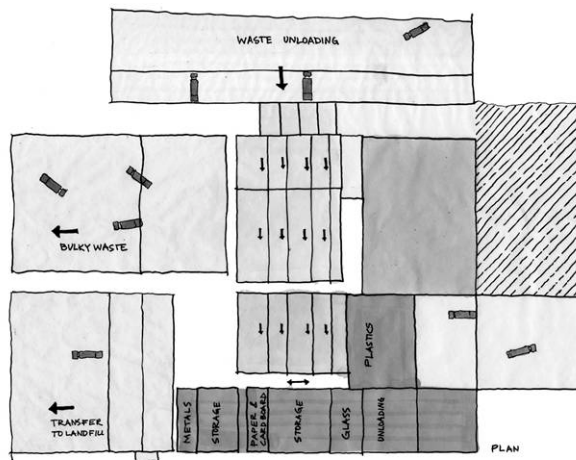 WASTE UNLOADING
BULKY WASTE
PLASTICS
TRANSFER
TO LANDFILL
METALS
STORAGE
PAPER &
CARDBOARD
STORAGE
GLASS
UNLOADING
PLAN